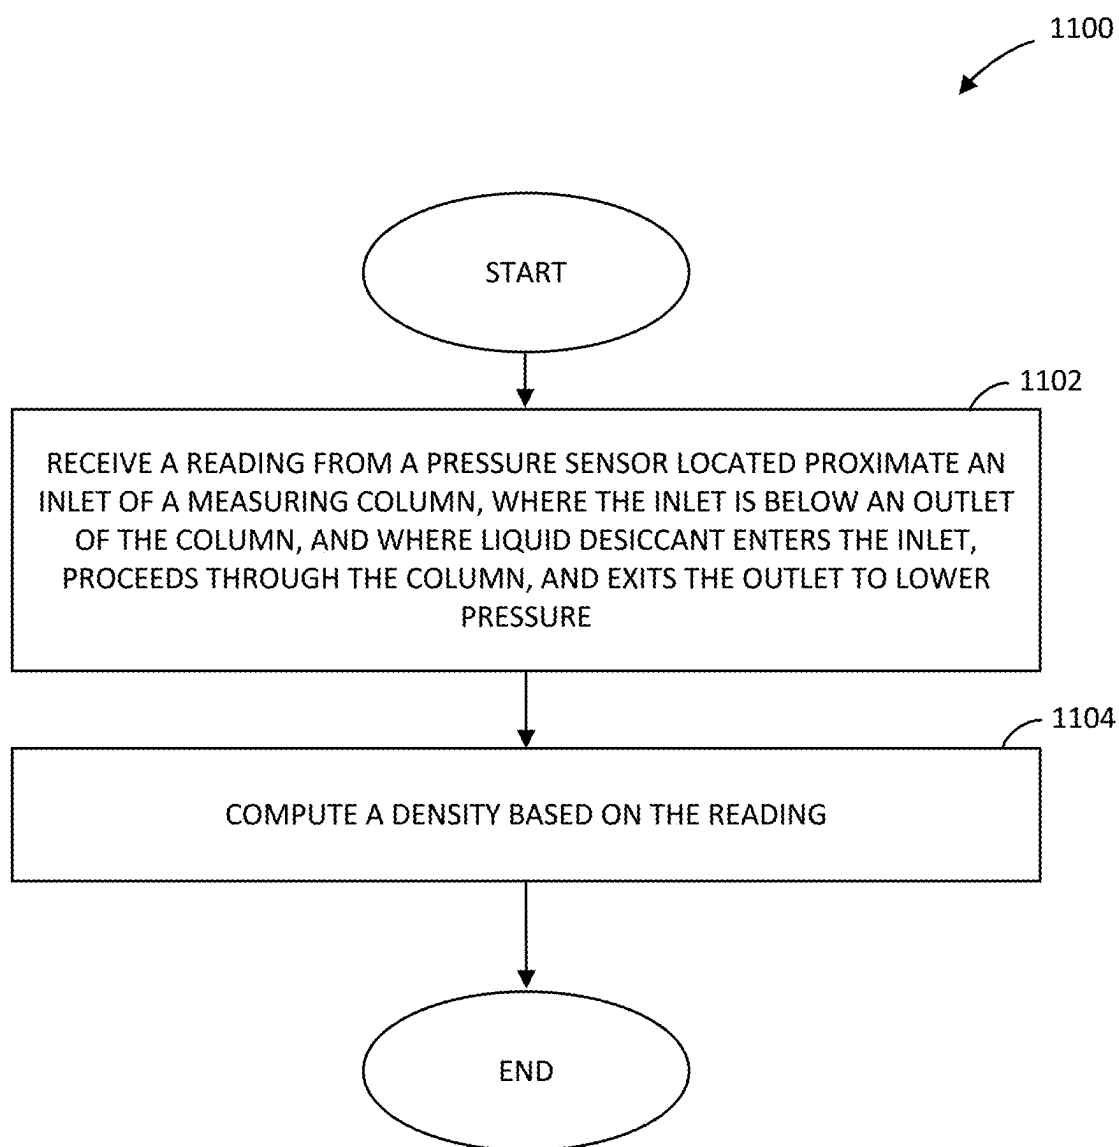 1100
START
1102
RECEIVE A READING FROM A PRESSURE SENSOR LOCATED PROXIMATE AN
INLET OF A MEASURING COLUMN, WHERE THE INLET IS BELOW AN OUTLET
OF THE COLUMN, AND WHERE LIQUID DESICCANT ENTERS THE INLET,
PROCEEDS THROUGH THE COLUMN, AND EXITS THE OUTLET TO LOWER
PRESSURE
1104
COMPUTE A DENSITY BASED ON THE READING
END